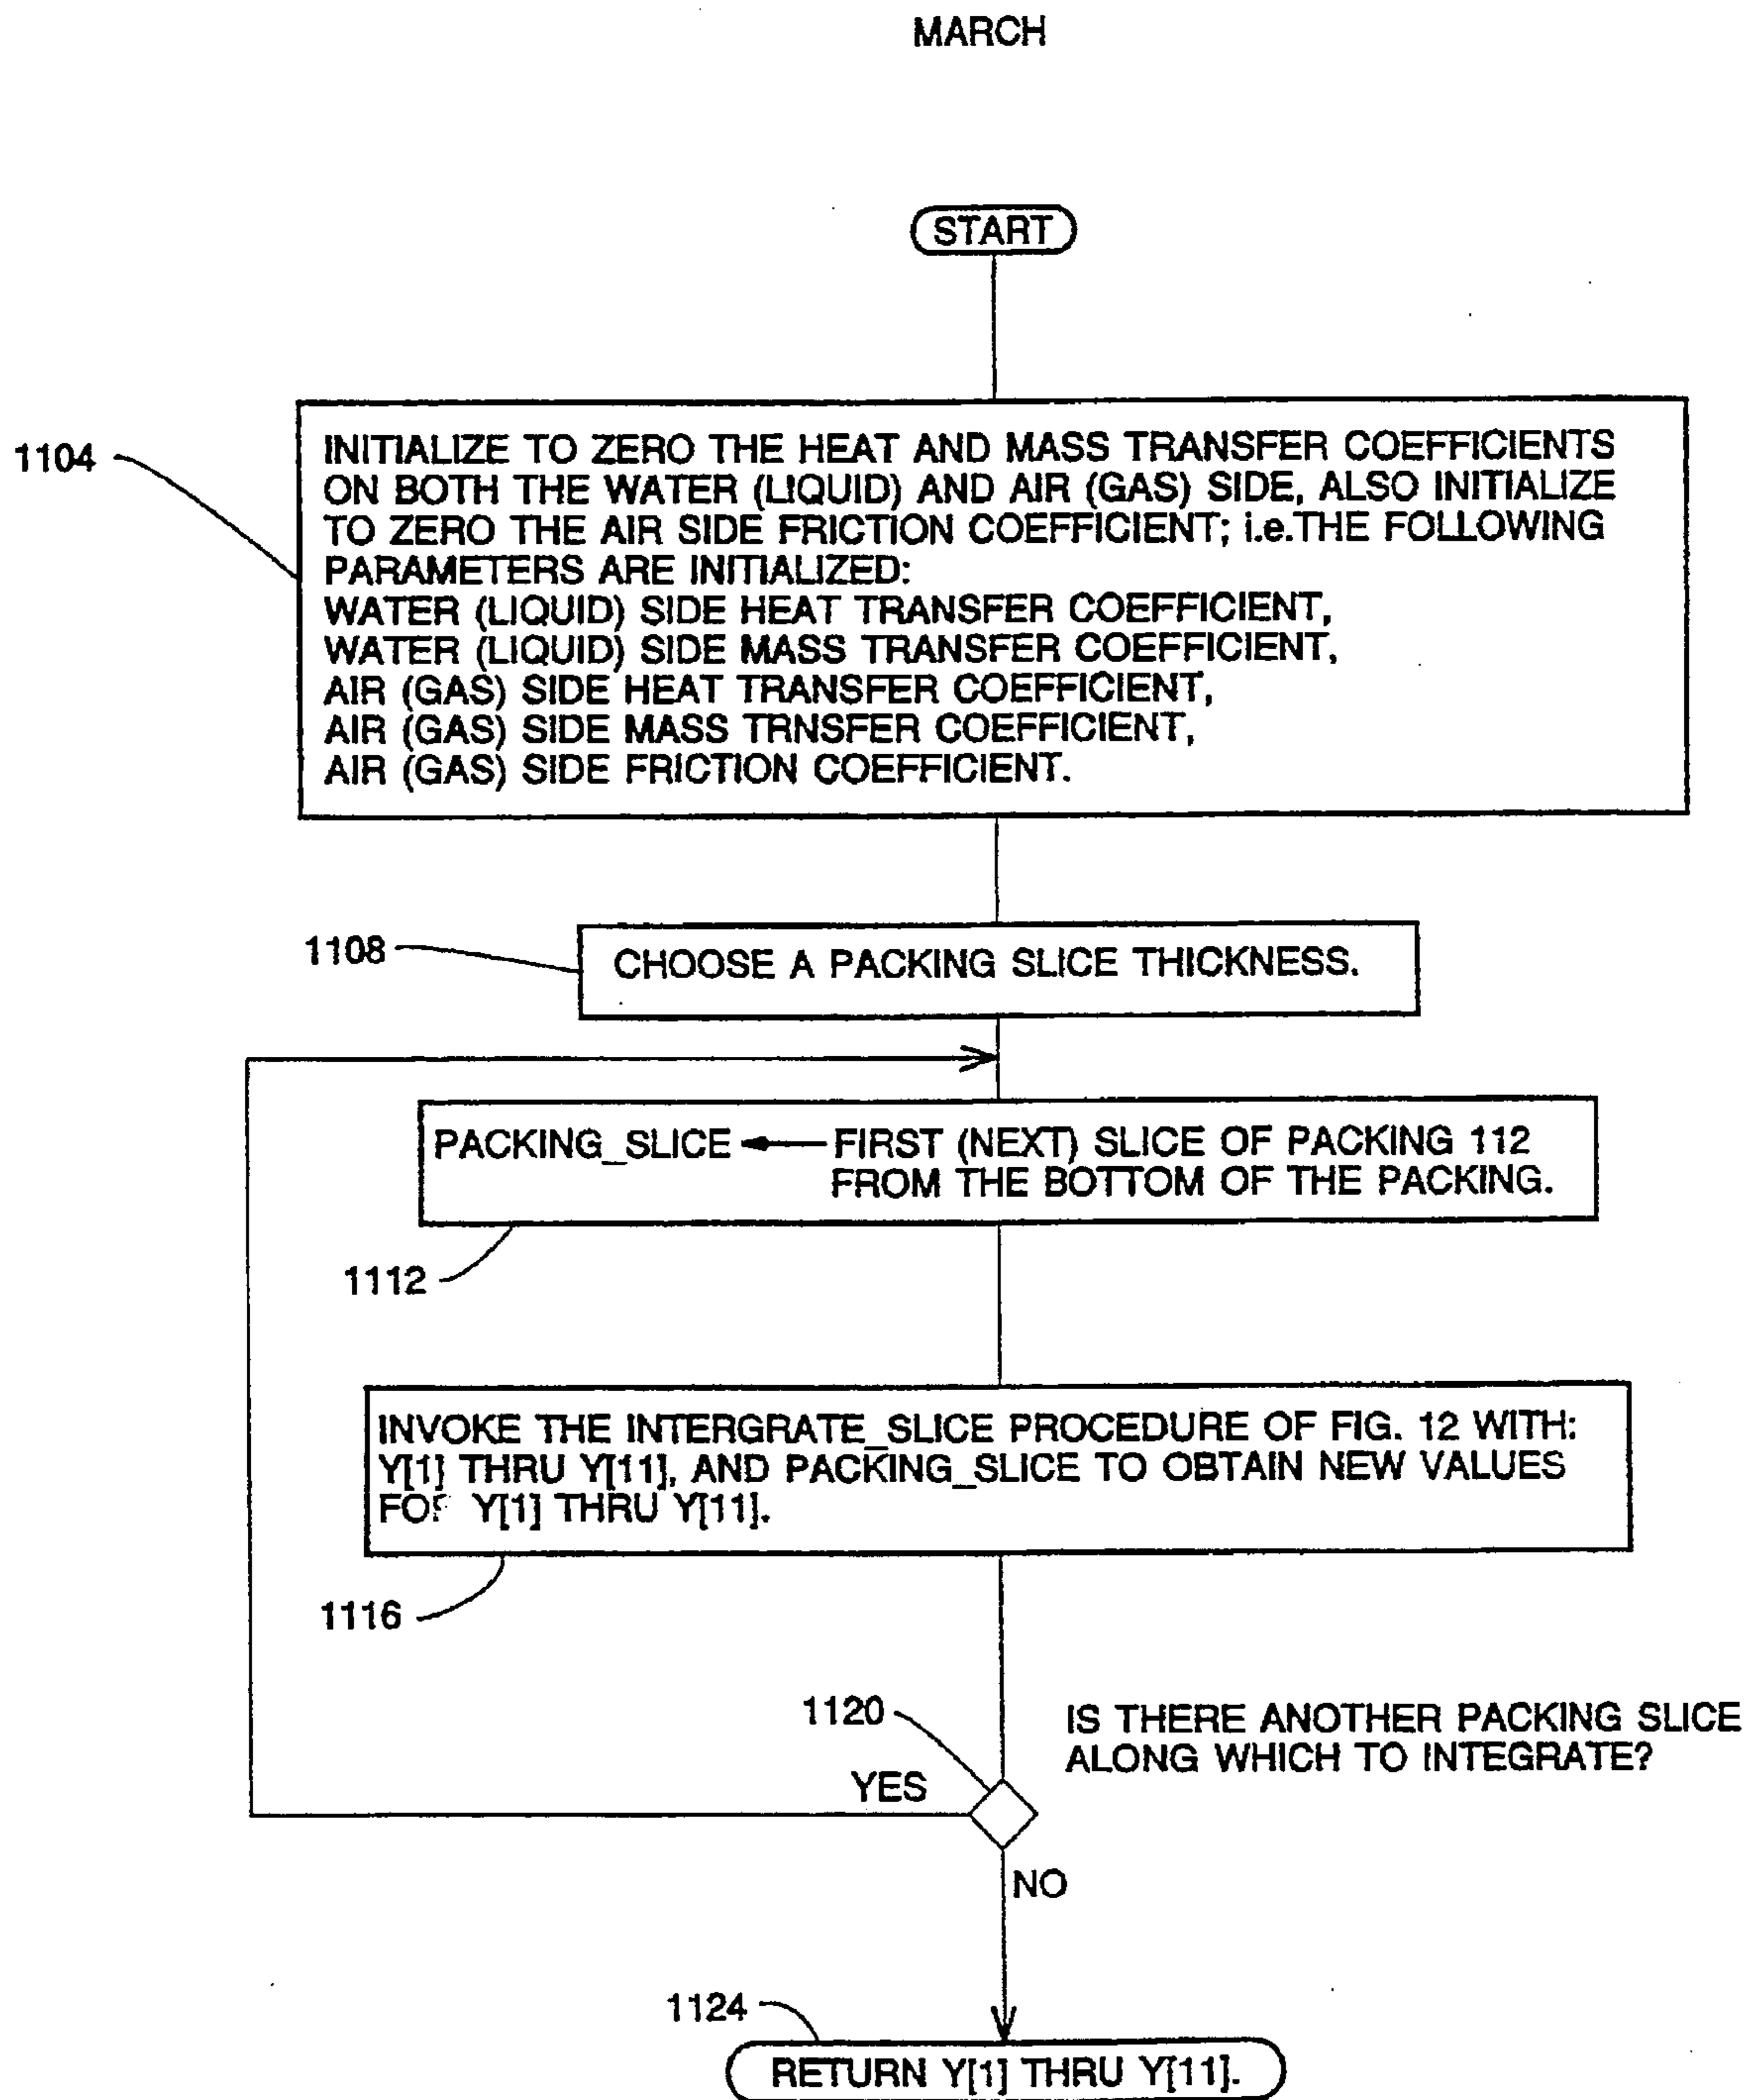 MARCH
START
1104
INITIALIZE TO ZERO THE HEAT AND MASS TRANSFER COEFFICIENTS
ON BOTH THE WATER (LIQUID) AND AIR (GAS) SIDE, ALSO INITIALIZE
TO ZERO THE AIR SIDE FRICTION COEFFICIENT; i.e.THE FOLLOWING
PARAMETERS ARE INITIALIZED:
WATER (LIQUID) SIDE HEAT TRANSFER COEFFICIENT,
WATER (LIQUID) SIDE MASS TRANSFER COEFFICIENT,
AIR (GAS) SIDE HEAT TRANSFER COEFFICIENT,
AIR (GAS) SIDE MASS TRNSFER COEFFICIENT,
AIR (GAS) SIDE FRICTION COEFFICIENT.
1108
CHOOSE A PACKING SLICE THICKNESS.
PACKING_SLICE ← FIRST (NEXT) SLICE OF PACKING 112
FROM THE BOTTOM OF THE PACKING.
1112
INVOKE THE INTERGRATE_SLICE PROCEDURE OF FIG. 12 WITH:
Y[1] THRU Y[11], AND PACKING_SLICE TO OBTAIN NEW VALUES
FOR Y[1] THRU Y[11].
1116
1120
IS THERE ANOTHER PACKING SLICE
ALONG WHICH TO INTEGRATE?
YES
NO
1124
RETURN Y[1] THRU Y[11].